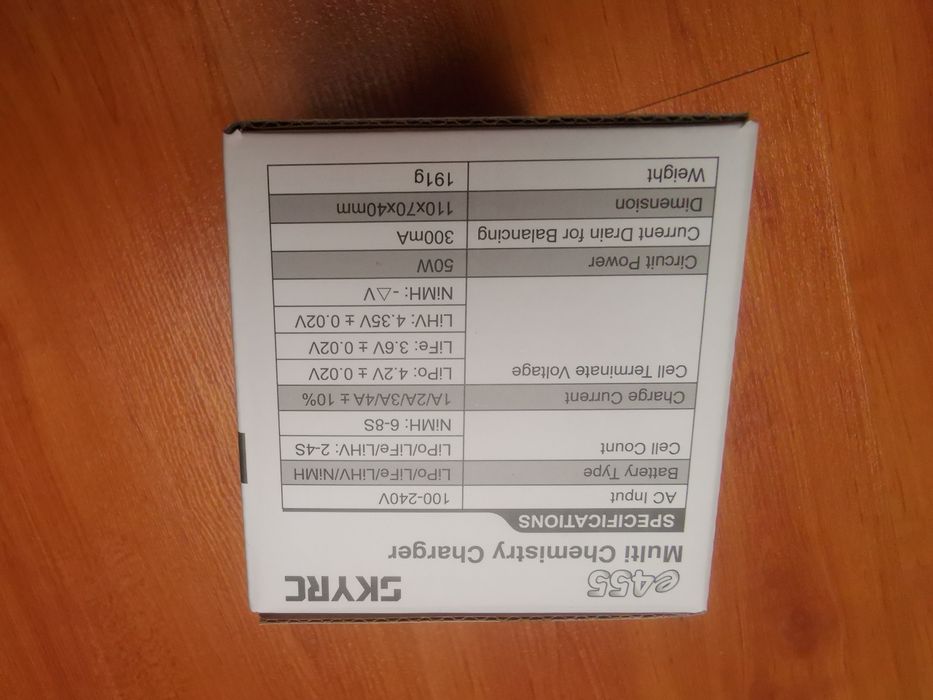 e455 SKYRC
Multi Chemistry Charger
SPECIFICATIONS
AC Input 100-240V
Battery Type LiPo/LiFe/LiHV/NiMH
Cell Count LiPo/LiFe/LiHV: 2-4S
NiMH: 6-8S
Charge Current 1A/2A/3A/4A ± 10%
Cell Terminate Voltage LiPo: 4.2V ± 0.02V
LiFe: 3.6V ± 0.02V
LiHV: 4.35V ± 0.02V
NiMH: -△V
Circuit Power 50W
Current Drain for Balancing 300mA
Dimension 110x70x40mm
Weight 191g